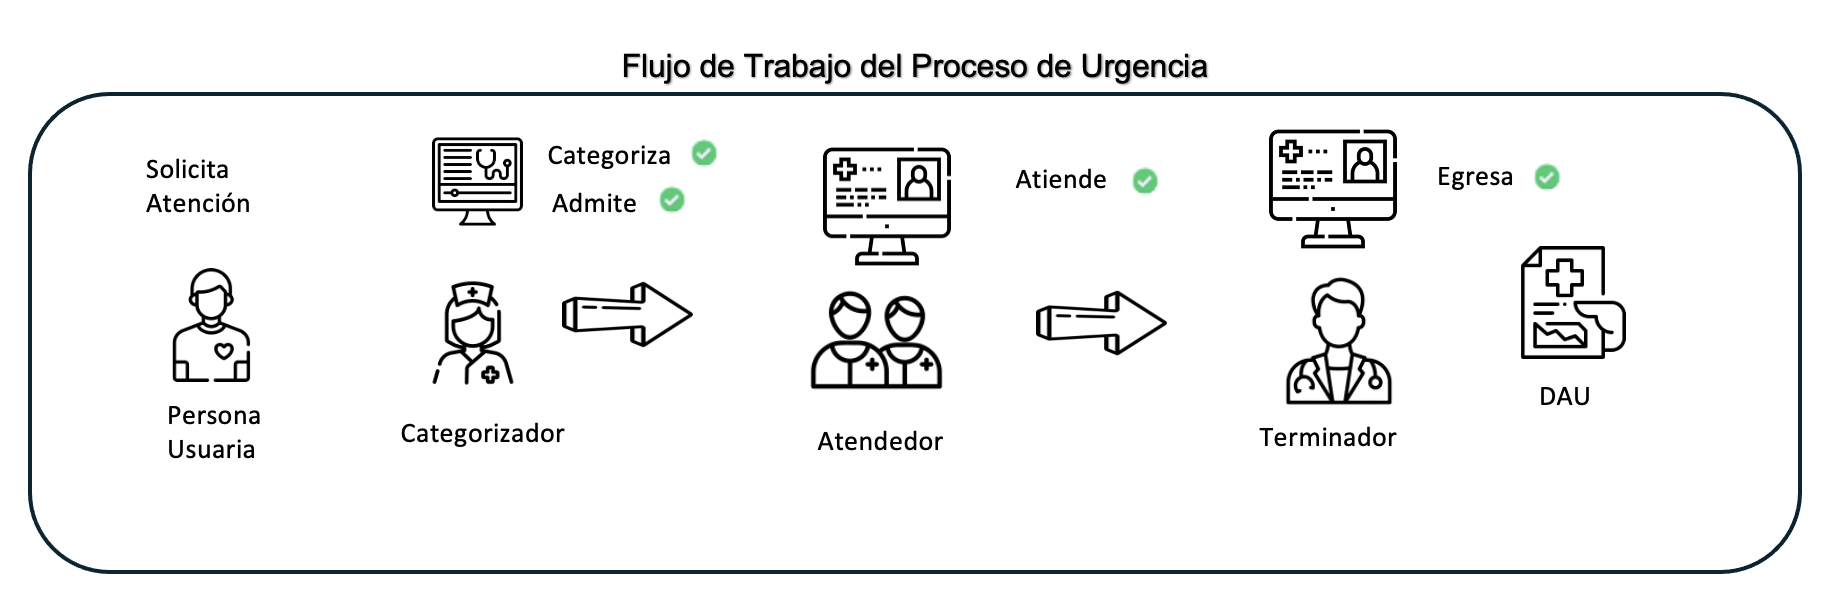 Flujo de Trabajo del Proceso de Urgencia
Solicita
Atención
Persona
Usuaria
Categoriza
Admite
Categorizador
Atiende
Atendedor
Egresa
Terminador
DAU